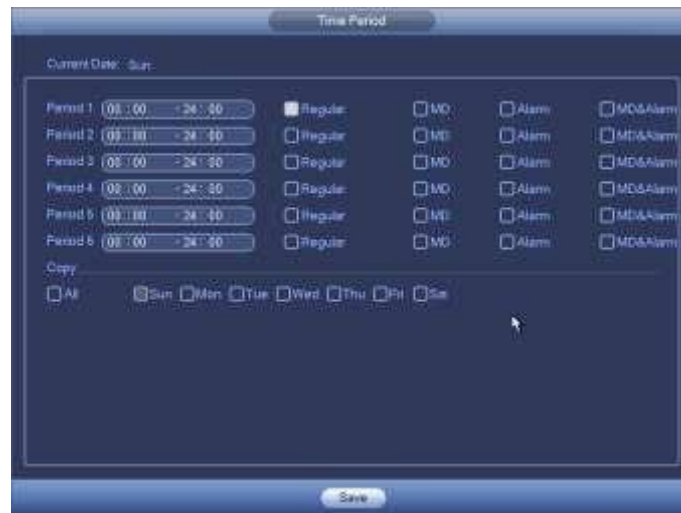 Time Period
Current Date: Sun
Period 1 00 : 00 - 24 : 00 Regular MD Alarm MD&Alarm
Period 2 00 : 00 - 24 : 00 Regular MD Alarm MD&Alarm
Period 3 00 : 00 - 24 : 00 Regular MD Alarm MD&Alarm
Period 4 00 : 00 - 24 : 00 Regular MD Alarm MD&Alarm
Period 5 00 : 00 - 24 : 00 Regular MD Alarm MD&Alarm
Period 6 00 : 00 - 24 : 00 Regular MD Alarm MD&Alarm
Copy
All Sun Mon Tue Wed Thu Fri Sat
Save